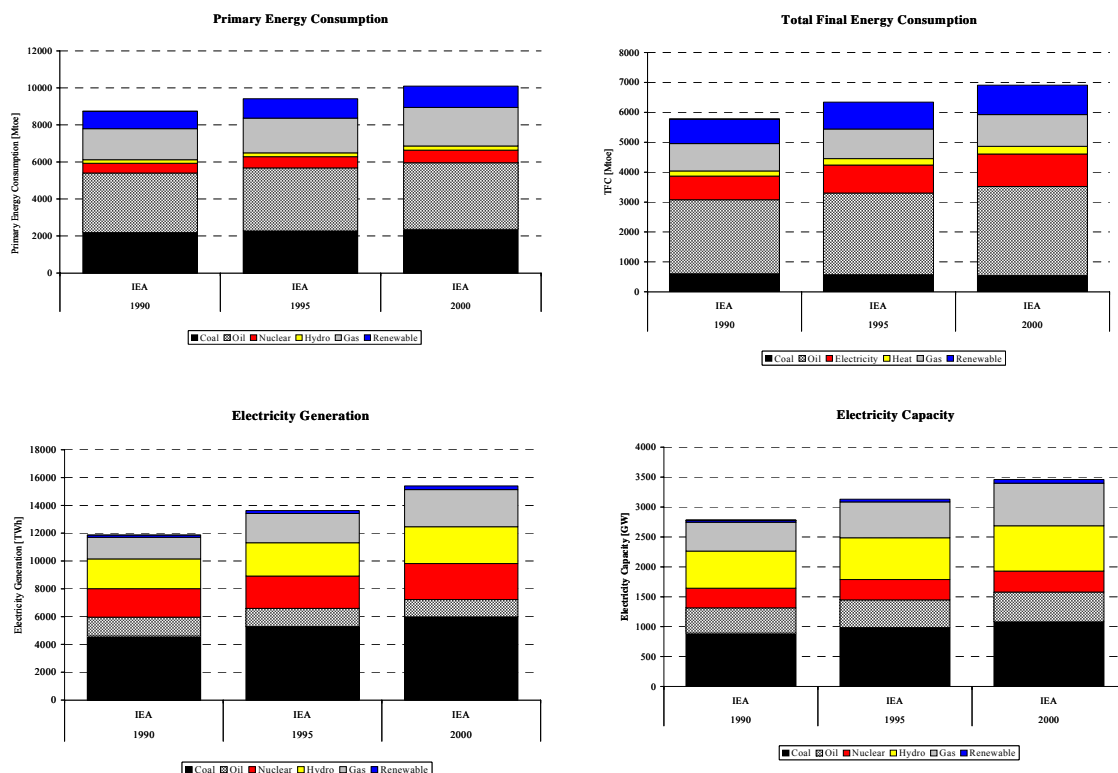 Primary Energy Consumption
12000
10000
8000
6000
4000
2000
0
Primary Energy Consumption [Mtoe]
IEA IEA IEA
1990 1995 2000
Coal Oil Nuclear Hydro Gas Renewable
Total Final Energy Consumption
8000
7000
6000
5000
4000
3000
2000
1000
0
TFC [Mtoe]
IEA IEA IEA
1990 1995 2000
Coal Oil Electricity Heat Gas Renewable
Electricity Generation
18000
16000
14000
12000
10000
8000
6000
4000
2000
0
Electricity Generation [TWh]
IEA IEA IEA
1990 1995 2000
Coal Oil Nuclear Hydro Gas Renewable
Electricity Capacity
4000
3500
3000
2500
2000
1500
1000
500
0
Electricity Capacity [GW]
IEA IEA IEA
1990 1995 2000
Coal Oil Nuclear Hydro Gas Renewable